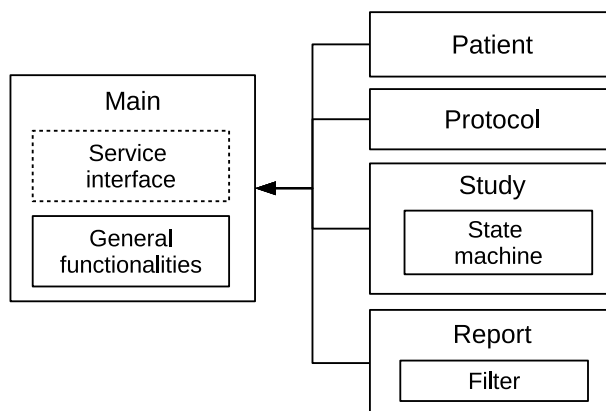 Main
Service
interface
General
functionalities
Patient
Protocol
Study
State
machine
Report
Filter